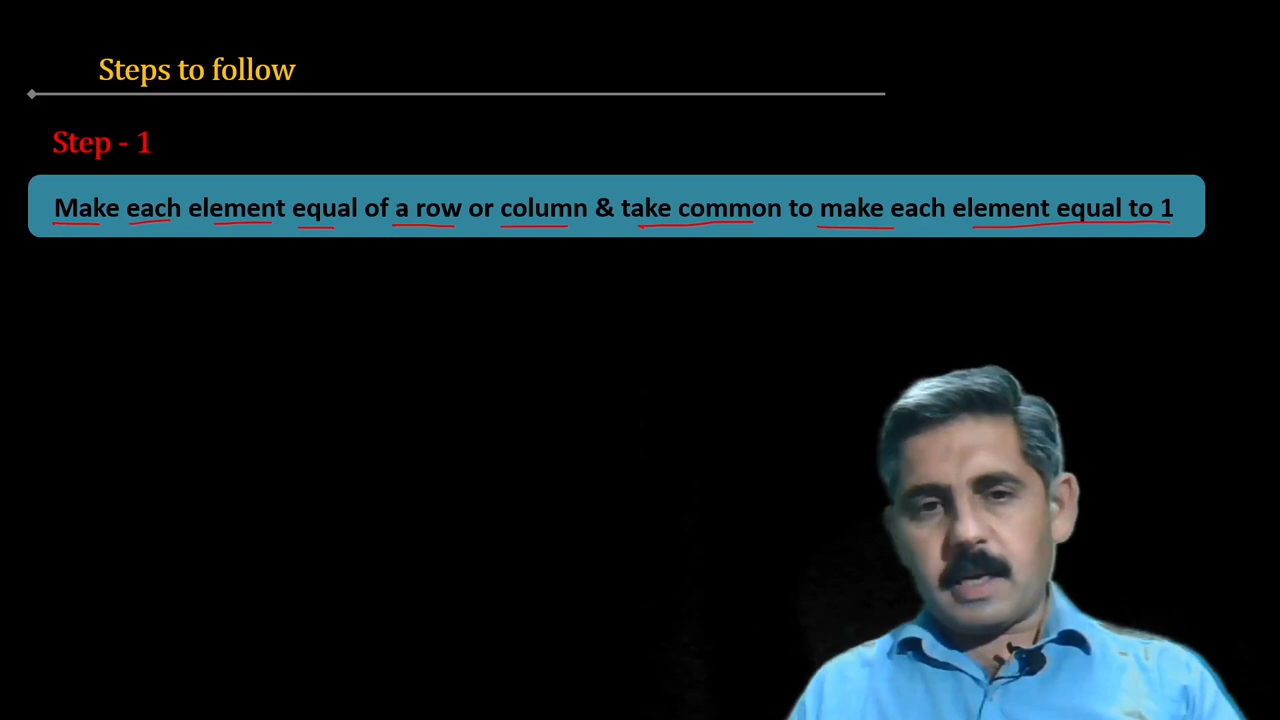 Steps to follow
Step - 1
Make each element equal of a row or column & take common to make each element equal to 1